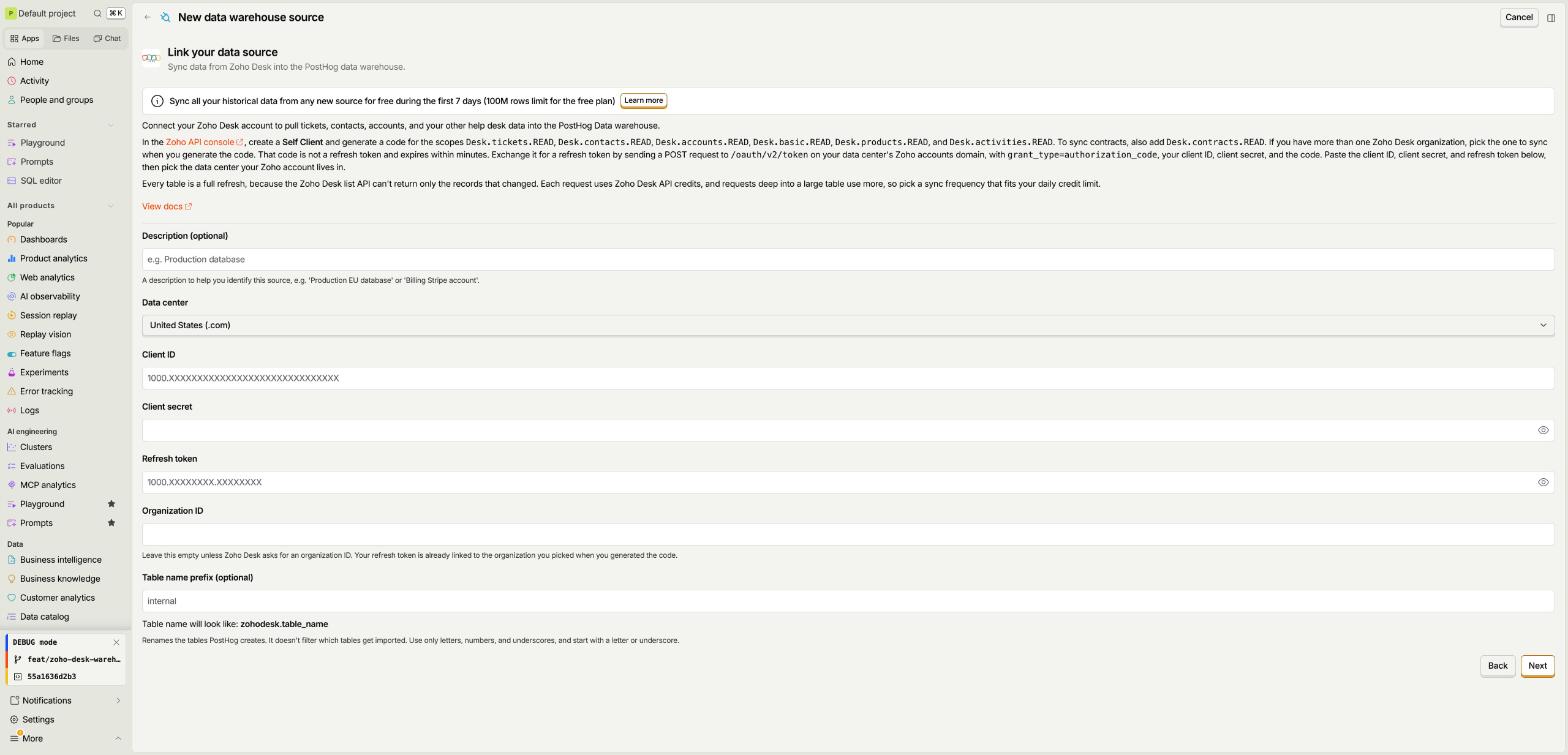 P Default project ⌘K
New data warehouse source
Cancel
Apps Files Chat
Home
Activity
People and groups
Starred
Playground
Prompts
SQL editor
All products
Popular
Dashboards
Product analytics
Web analytics
AI observability
Session replay
Replay vision
Feature flags
Experiments
Error tracking
Logs
AI engineering
Clusters
Evaluations
MCP analytics
Playground
Prompts
Data
Business intelligence
Business knowledge
Customer analytics
Data catalog
DEBUG mode
feat/zoho-desk-wareh…
55a1636d2b3
Notifications
Settings
More
Link your data source
Sync data from Zoho Desk into the PostHog data warehouse.
Sync all your historical data from any new source for free during the first 7 days (100M rows limit for the free plan) Learn more
Connect your Zoho Desk account to pull tickets, contacts, accounts, and your other help desk data into the PostHog Data warehouse.
In the Zoho API console, create a Self Client and generate a code for the scopes Desk.tickets.READ, Desk.contacts.READ, Desk.accounts.READ, Desk.basic.READ, Desk.products.READ, and Desk.activities.READ. To sync contracts, also add Desk.contracts.READ. If you have more than one Zoho Desk organization, pick the one to sync
when you generate the code. That code is not a refresh token and expires within minutes. Exchange it for a refresh token by sending a POST request to /oauth/v2/token on your data center's Zoho accounts domain, with grant_type=authorization_code, your client ID, client secret, and the code. Paste the client ID, client secret, and refresh token below,
then pick the data center your Zoho account lives in.
Every table is a full refresh, because the Zoho Desk list API can't return only the records that changed. Each request uses Zoho Desk API credits, and requests deep into a large table use more, so pick a sync frequency that fits your daily credit limit.
View docs
Description (optional)
e.g. Production database
A description to help you identify this source, e.g. 'Production EU database' or 'Billing Stripe account'.
Data center
United States (.com)
Client ID
1000.XXXXXXXXXXXXXXXXXXXXXXXXXXXXXX
Client secret
Refresh token
1000.XXXXXXXX.XXXXXXXX
Organization ID
Leave this empty unless Zoho Desk asks for an organization ID. Your refresh token is already linked to the organization you picked when you generated the code.
Table name prefix (optional)
internal
Table name will look like: zohodesk.table_name
Renames the tables PostHog creates. It doesn't filter which tables get imported. Use only letters, numbers, and underscores, and start with a letter or underscore.
Back Next